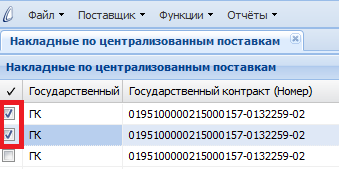 Файл Поставщик Функции Отчёты
Накладные по централизованным поставкам
Накладные по централизованным поставкам
Государственный Государственный контракт (Номер)
ГК 0195100000215000157-0132259-02
ГК 0195100000215000157-0132259-02
ГК 0195100000215000157-0132259-02